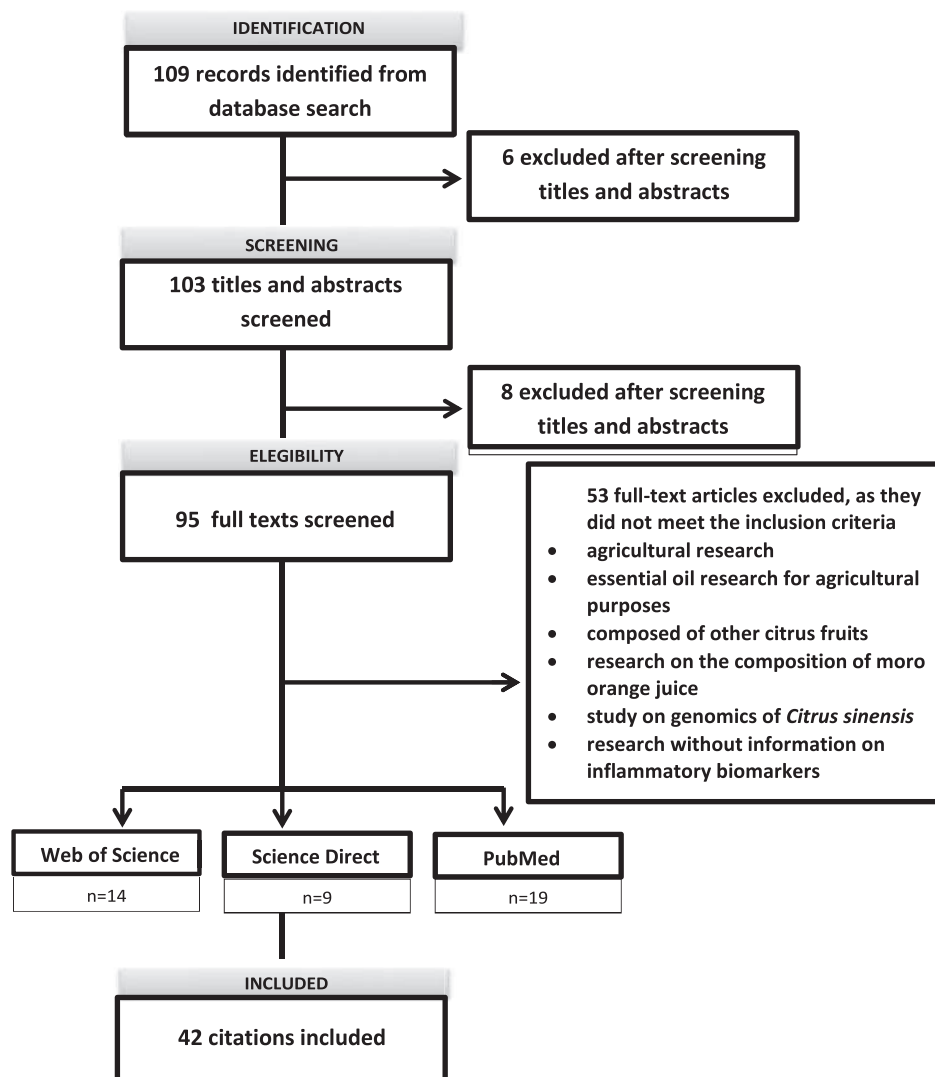 IDENTIFICATION
109 records identified from
database search
6 excluded after screening
titles and abstracts
SCREENING
103 titles and abstracts
screened
8 excluded after screening
titles and abstracts
ELEGIBILITY
95 full texts screened
53 full-text articles excluded, as they
did not meet the inclusion criteria
• agricultural research
• essential oil research for agricultural
purposes
• composed of other citrus fruits
• research on the composition of moro
orange juice
• study on genomics of Citrus sinensis
• research without information on
inflammatory biomarkers
Web of Science
n=14
Science Direct
n=9
PubMed
n=19
INCLUDED
42 citations included